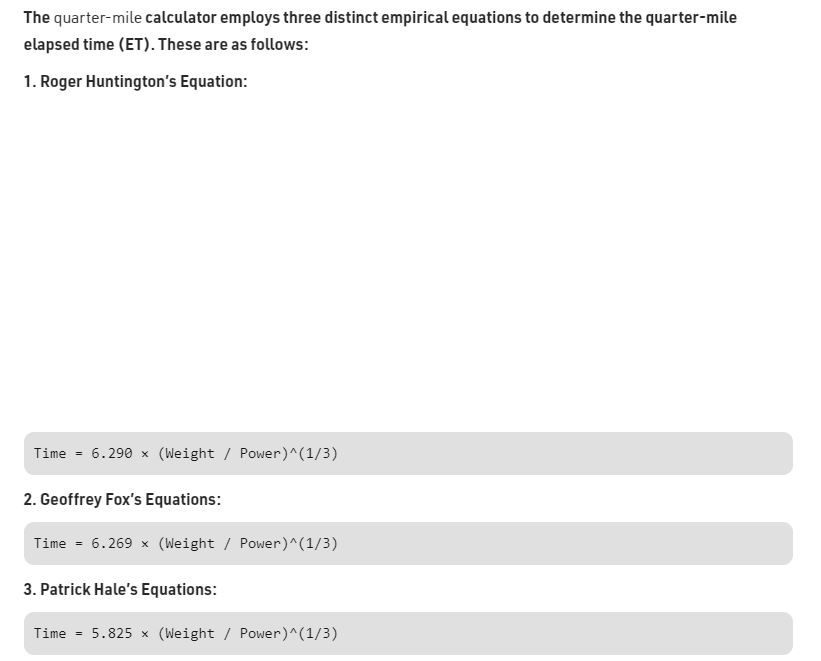 The quarter-mile calculator employs three distinct empirical equations to determine the quarter-mile
elapsed time (ET). These are as follows:
1. Roger Huntington's Equation:
Time = 6.290 × (Weight / Power)^(1/3)
2. Geoffrey Fox's Equations:
Time = 6.269 × (Weight / Power)^(1/3)
3. Patrick Hale's Equations:
Time = 5.825 × (Weight / Power)^(1/3)